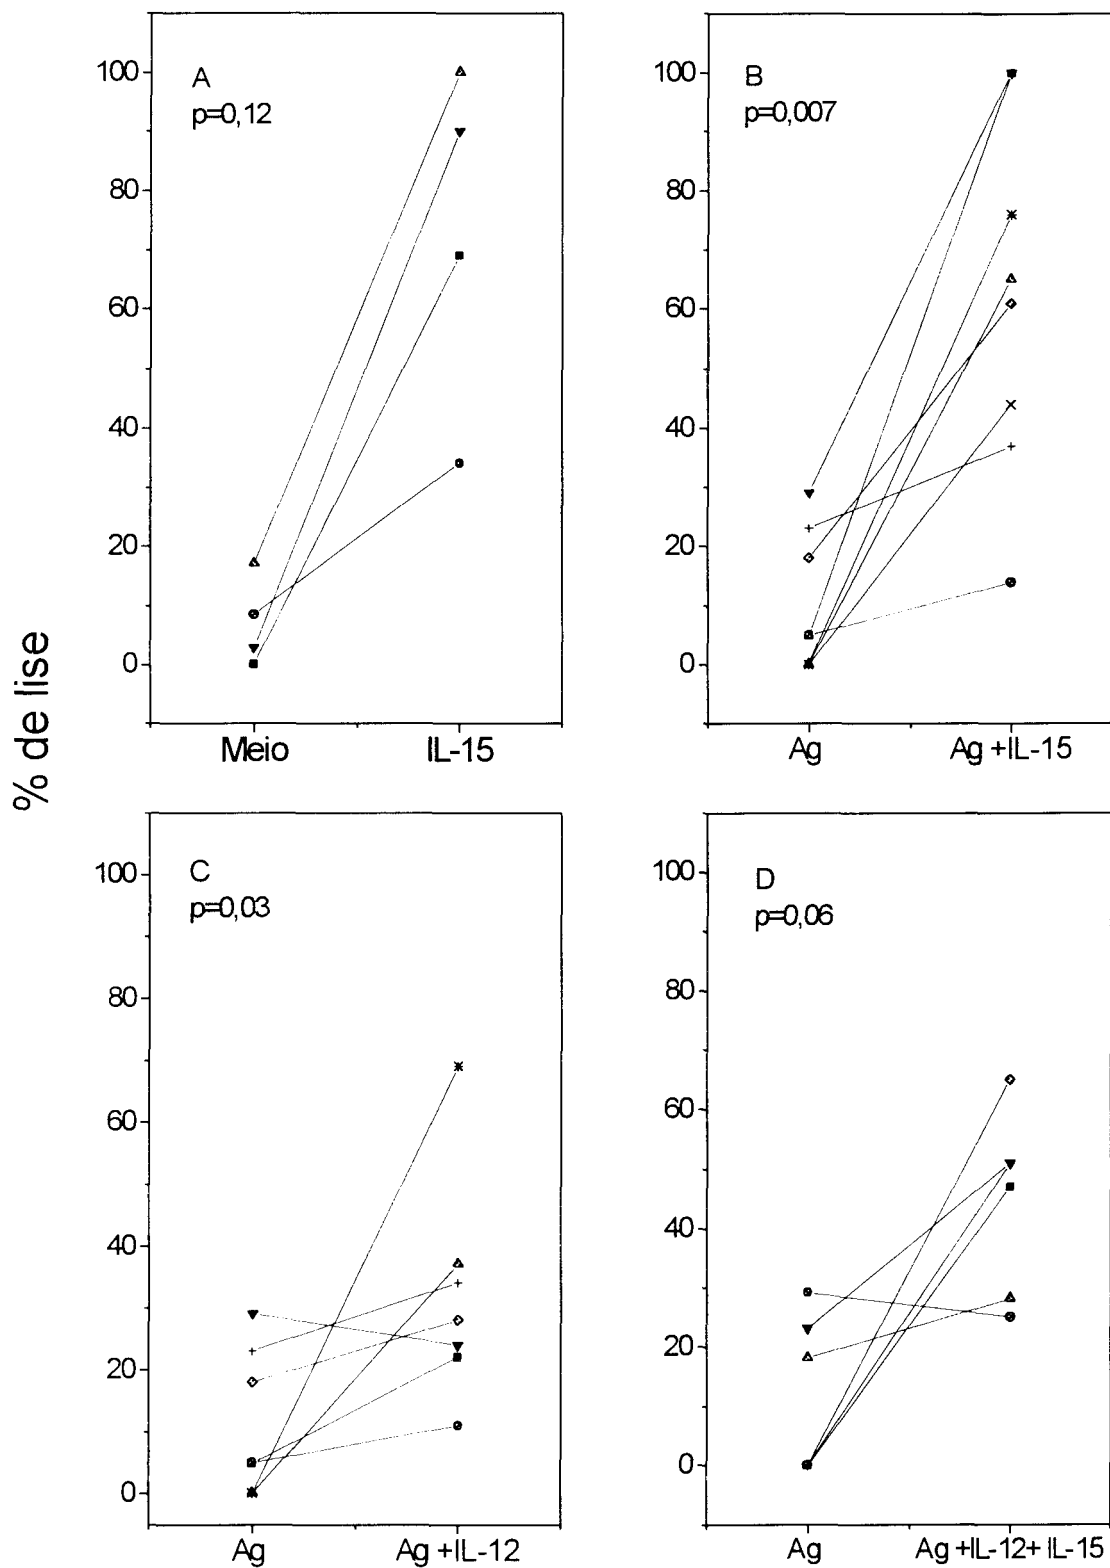 % de lise
A
p=0,12
100
80
60
40
20
0
Meio IL-15
B
p=0,007
100
80
60
40
20
0
Ag Ag +IL-15
C
p=0,03
100
80
60
40
20
0
Ag Ag +IL-12
D
p=0,06
100
80
60
40
20
0
Ag Ag +IL-12+ IL-15